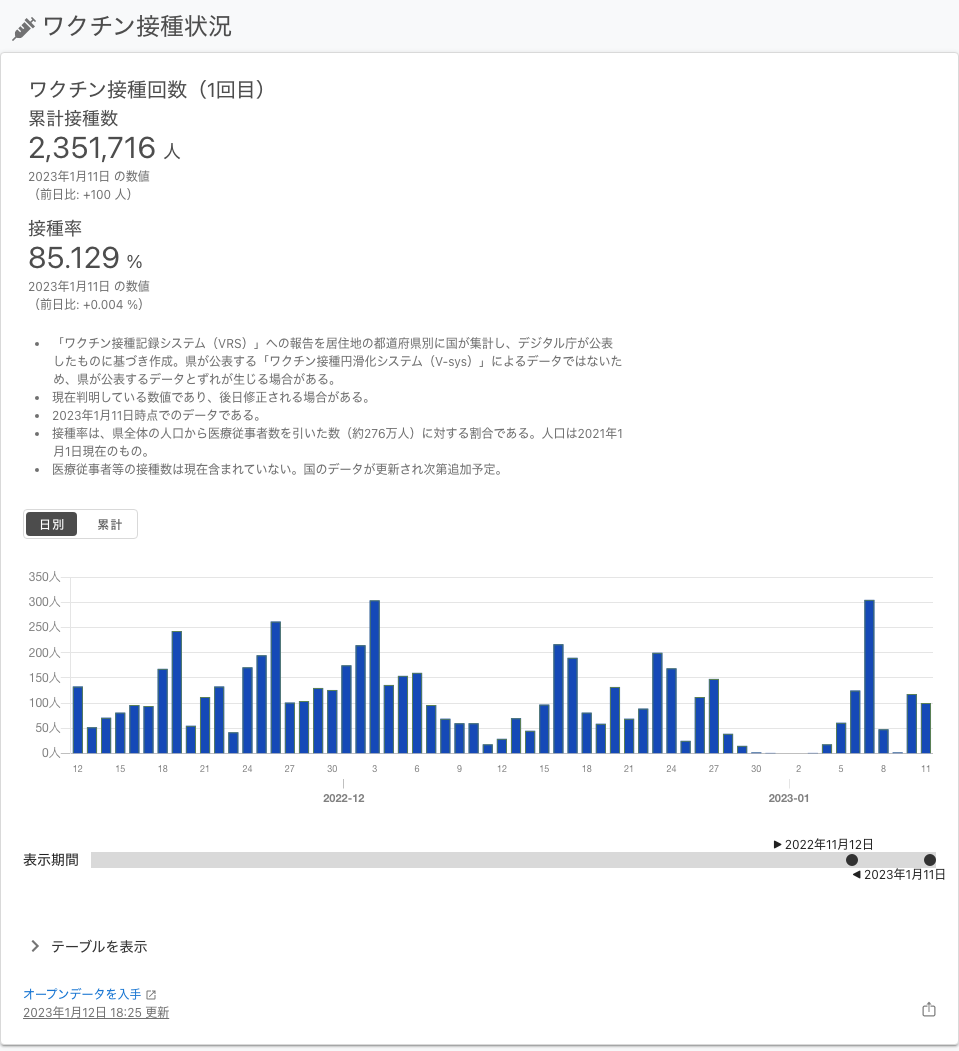 ワクチン接種状況
ワクチン接種回数（1回目）
累計接種数
2,351,716 人
2023年1月11日 の数値
（前日比: +100 人）
接種率
85.129 %
2023年1月11日 の数値
（前日比: +0.004 %）
「ワクチン接種記録システム（VRS）」への報告を居住地の都道府県別に国が集計し、デジタル庁が公表
したものに基づき作成。県が公表する「ワクチン接種円滑化システム（V-sys）」によるデータではないた
め、県が公表するデータとずれが生じる場合がある。
現在判明している数値であり、後日修正される場合がある。
2023年1月11日時点でのデータである。
接種率は、県全体の人口から医療従事者数を引いた数（約276万人）に対する割合である。人口は2021年1
月1日現在のもの。
医療従事者等の接種数は現在含まれていない。国のデータが更新され次第追加予定。
日別 累計
350人
300人
250人
200人
150人
100人
50人
0人
12 15 18 21 24 27 30 3 6 9 12 15 18 21 24 27 30 2 5 8 11
2022-12 2023-01
▶ 2022年11月12日
表示期間
◀ 2023年1月11日
テーブルを表示
オープンデータを入手
2023年1月12日 18:25 更新